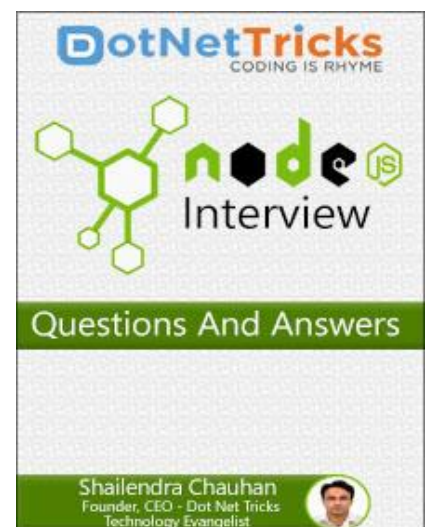 DotNetTricks
CODING IS RHYME
node JS
Interview
Questions And Answers
Shailendra Chauhan
Founder, CEO - Dot Net Tricks
Technology Evangelist